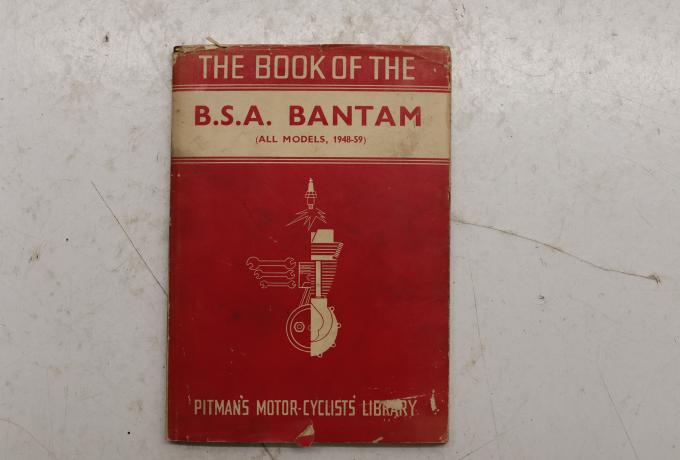 THE BOOK OF THE
B.S.A. BANTAM
(ALL MODELS, 1948-59)
PITMAN'S MOTOR-CYCLISTS' LIBRARY